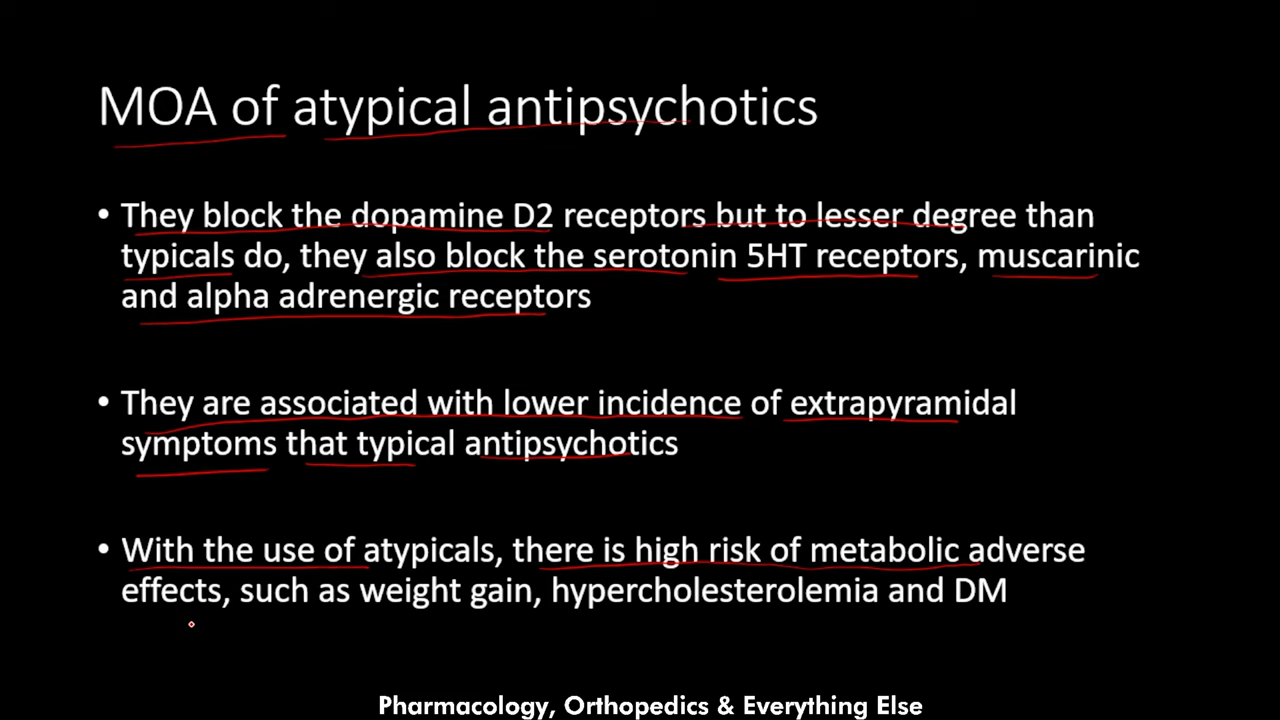 MOA of atypical antipsychotics
• They block the dopamine D2 receptors but to lesser degree than
typicals do, they also block the serotonin 5HT receptors, muscarinic
and alpha adrenergic receptors
• They are associated with lower incidence of extrapyramidal
symptoms that typical antipsychotics
• With the use of atypicals, there is high risk of metabolic adverse
effects, such as weight gain, hypercholesterolemia and DM
Pharmacology, Orthopedics & Everything Else